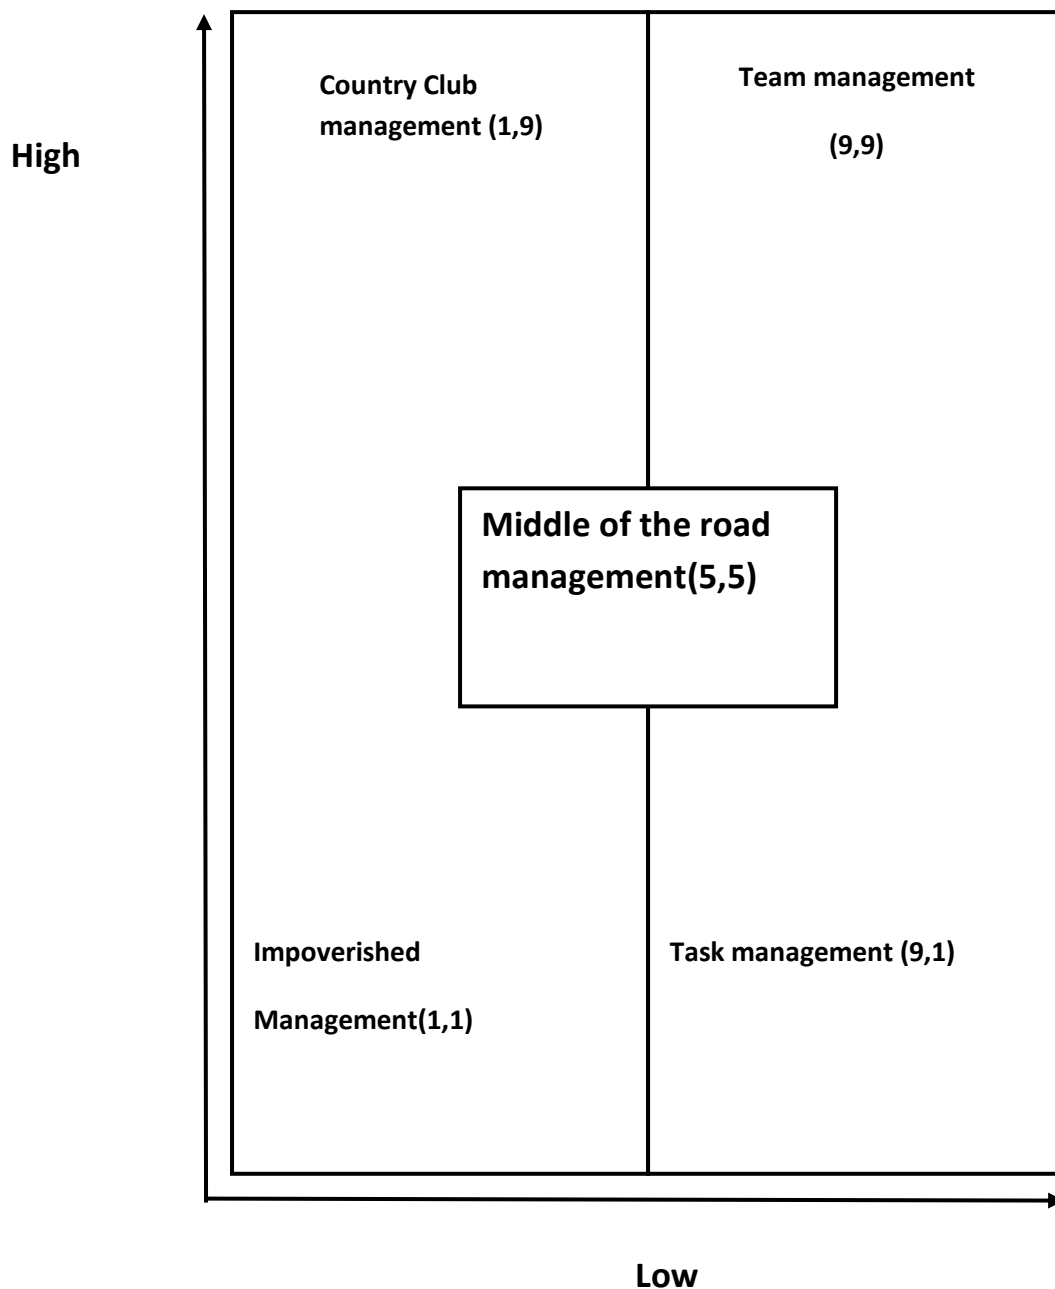 Country Club
management (1,9)
Team management
(9,9)
High
Middle of the road
management(5,5)
Impoverished
Management(1,1)
Task management (9,1)
Low